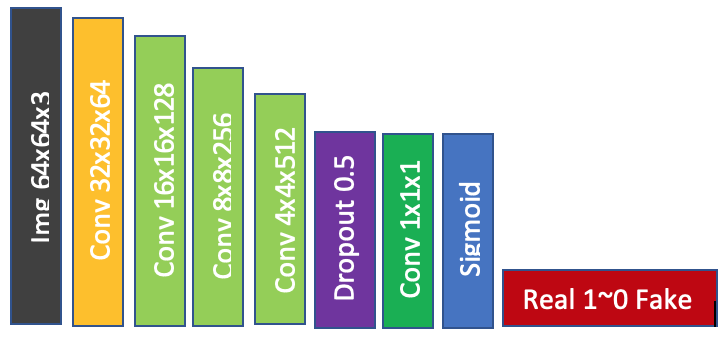 Img 64x64x3
Conv 32x32x64
Conv 16x16x128
Conv 8x8x256
Conv 4x4x512
Dropout 0.5
Conv 1x1x1
Sigmoid
Real 1~0 Fake